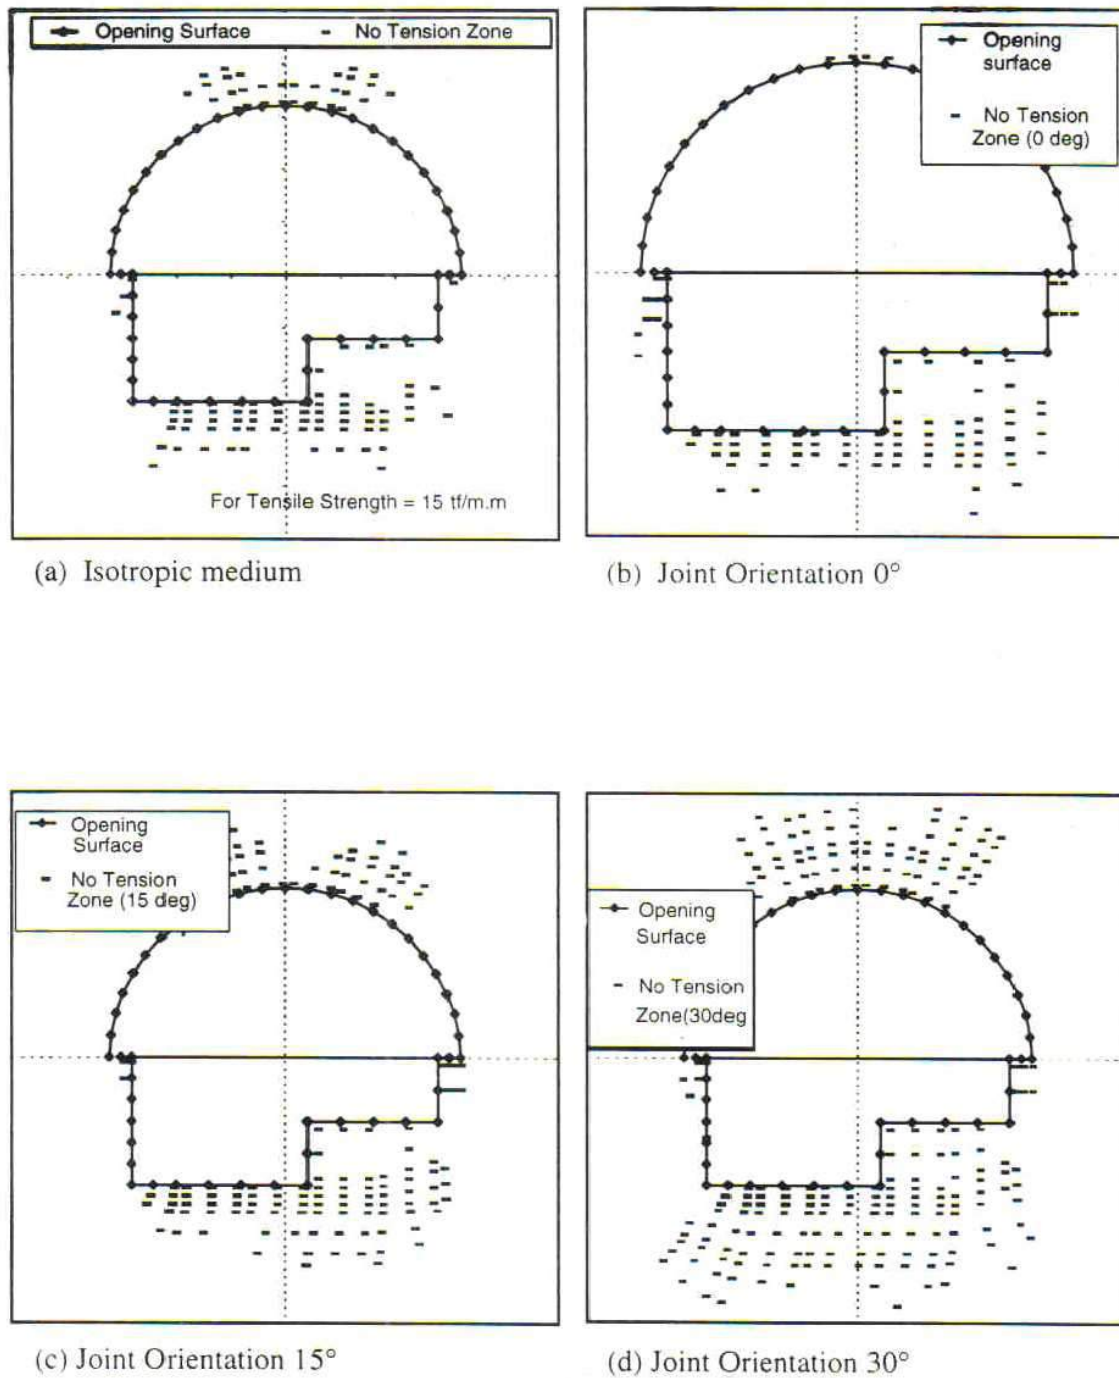 Opening Surface No Tension Zone
For Tensile Strength = 15 tf/m.m
(a) Isotropic medium
Opening
surface
No Tension
Zone (0 deg)
(b) Joint Orientation 0°
Opening
Surface
No Tension
Zone (15 deg)
(c) Joint Orientation 15°
Opening
Surface
No Tension
Zone(30deg
(d) Joint Orientation 30°